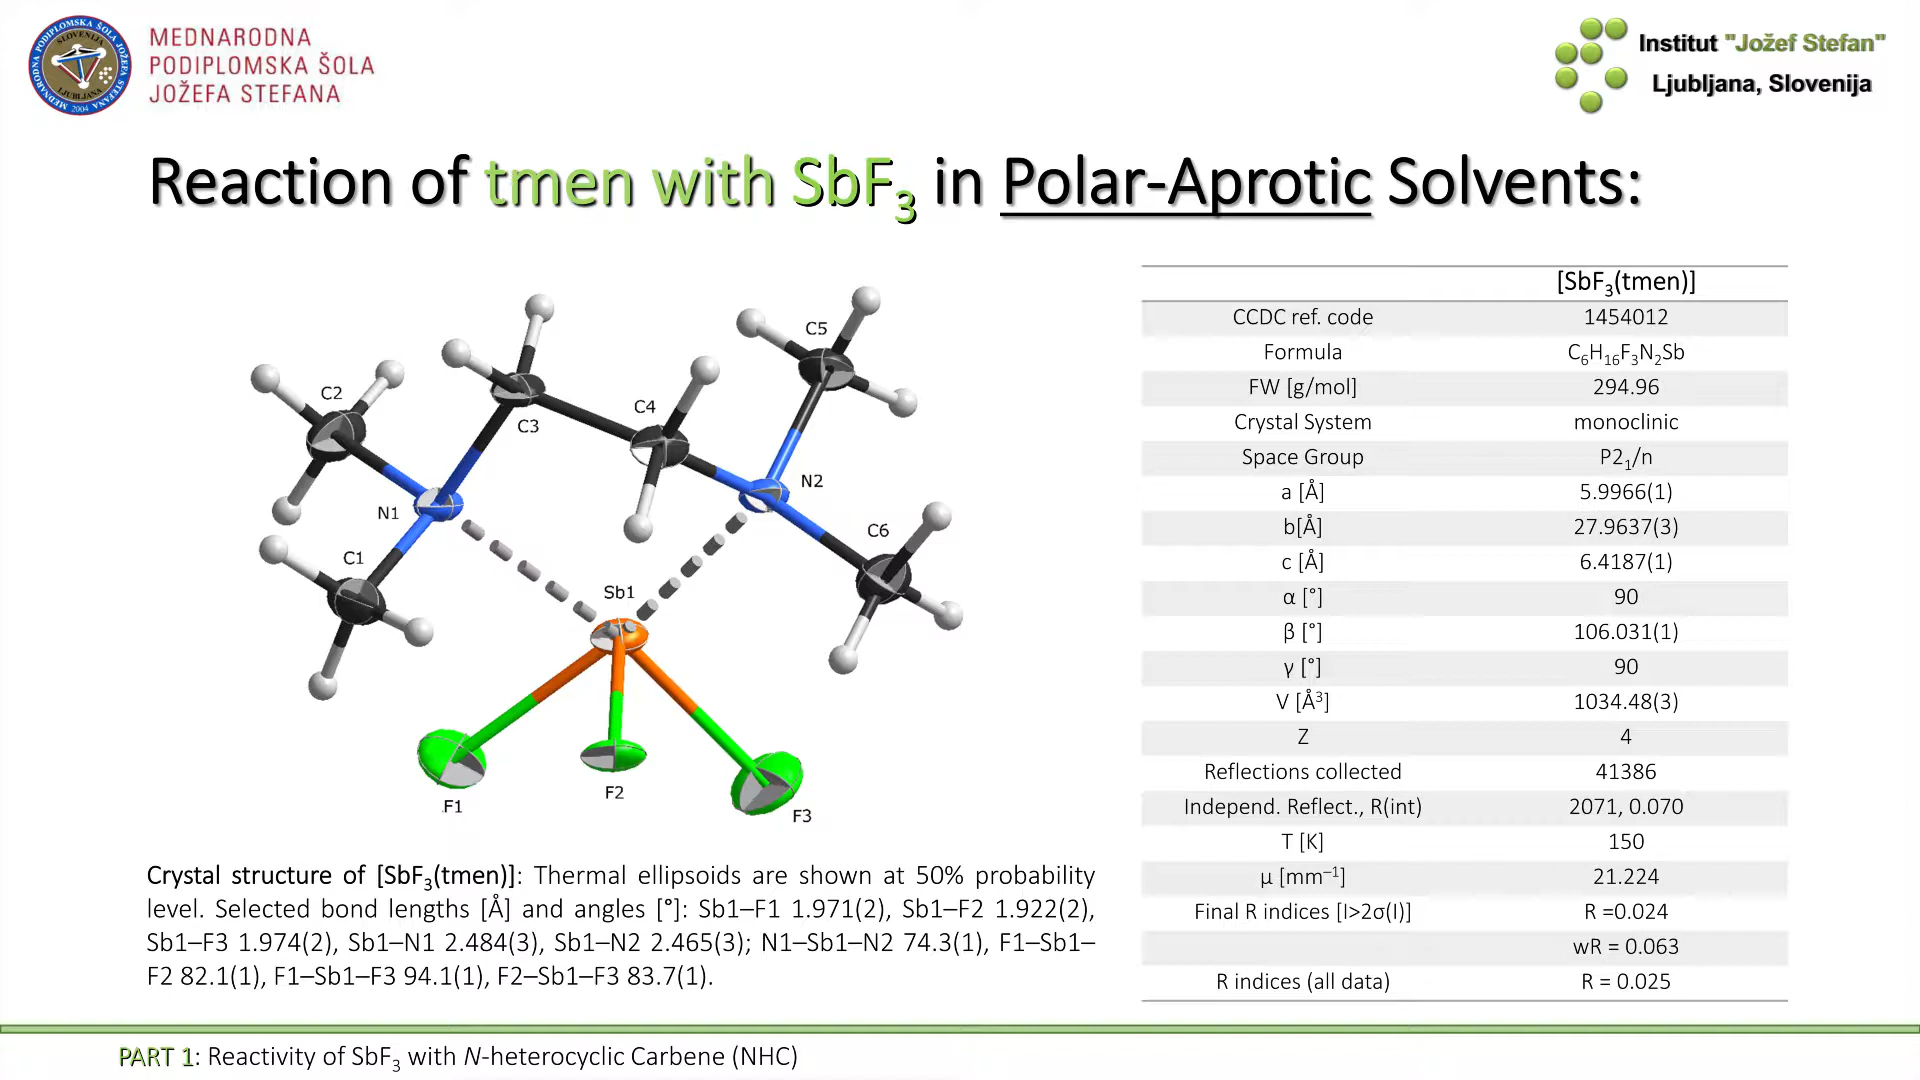 MEDNARODNA
PODIPLOMSKA ŠOLA
JOŽEFA STEFANA
MEDNARODNA PODIPLOMSKA ŠOLA JOŽEFA STEFANA
SLOVENIJA
LJUBLJANA
2004
Institut "Jožef Stefan"
Ljubljana, Slovenija
Reaction of tmen with SbF₃ in Polar-Aprotic Solvents:
C5
C2
C4
C3
N2
N1
C6
C1
Sb1
F2
F1
F3
Crystal structure of [SbF₃(tmen)]: Thermal ellipsoids are shown at 50% probability
level. Selected bond lengths [Å] and angles [°]: Sb1–F1 1.971(2), Sb1–F2 1.922(2),
Sb1–F3 1.974(2), Sb1–N1 2.484(3), Sb1–N2 2.465(3); N1–Sb1–N2 74.3(1), F1–Sb1–
F2 82.1(1), F1–Sb1–F3 94.1(1), F2–Sb1–F3 83.7(1).
[SbF₃(tmen)]
CCDC ref. code 1454012
Formula C₆H₁₆F₃N₂Sb
FW [g/mol] 294.96
Crystal System monoclinic
Space Group P2₁/n
a [Å] 5.9966(1)
b[Å] 27.9637(3)
c [Å] 6.4187(1)
α [°] 90
β [°] 106.031(1)
γ [°] 90
V [Å³] 1034.48(3)
Z 4
Reflections collected 41386
Independ. Reflect., R(int) 2071, 0.070
T [K] 150
μ [mm⁻¹] 21.224
Final R indices [I>2σ(I)] R =0.024
wR = 0.063
R indices (all data) R = 0.025
PART 1: Reactivity of SbF₃ with N-heterocyclic Carbene (NHC)